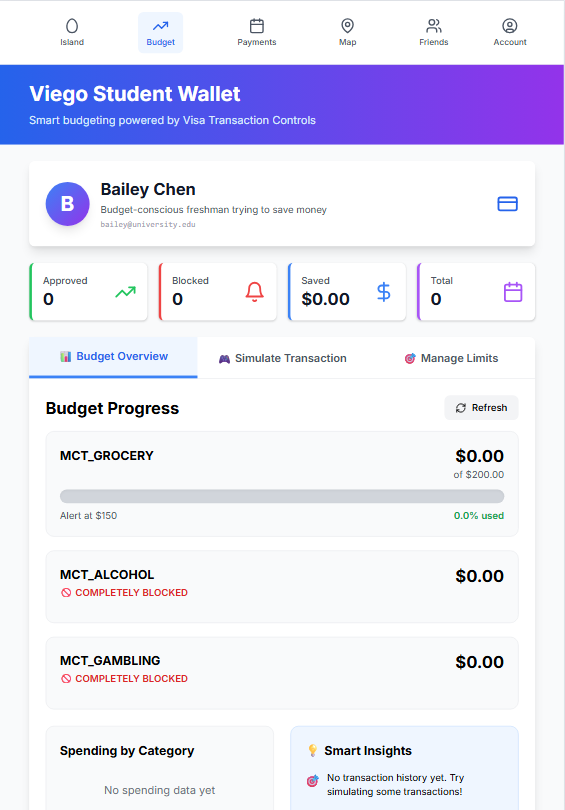 Island
Budget
Payments
Map
Friends
Account
Viego Student Wallet
Smart budgeting powered by Visa Transaction Controls
B
Bailey Chen
Budget-conscious freshman trying to save money
bailey@university.edu
Approved
0
Blocked
0
Saved
$0.00
Total
0
Budget Overview
Simulate Transaction
Manage Limits
Budget Progress
Refresh
MCT_GROCERY
$0.00
of $200.00
Alert at $150
0.0% used
MCT_ALCOHOL
$0.00
COMPLETELY BLOCKED
MCT_GAMBLING
$0.00
COMPLETELY BLOCKED
Spending by Category
No spending data yet
Smart Insights
No transaction history yet. Try
simulating some transactions!